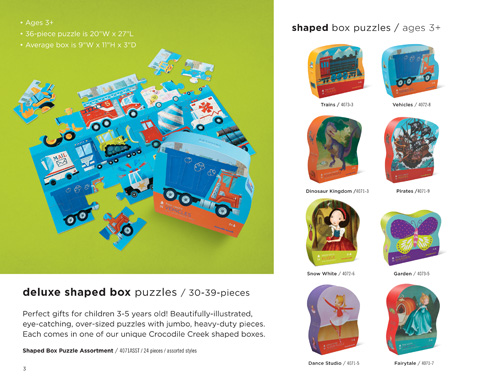 • Ages 3+
• 36-piece puzzle is 20"W x 27"L
• Average box is 9"W x 11"H x 3"D
MAIL
VEHICLES
deluxe shaped box puzzles / 30-39-pieces
Perfect gifts for children 3-5 years old! Beautifully-illustrated,
eye-catching, over-sized puzzles with jumbo, heavy-duty pieces.
Each comes in one of our unique Crocodile Creek shaped boxes.
Shaped Box Puzzle Assortment / 4071ASST / 24 pieces / assorted styles
3
shaped box puzzles / ages 3+
Trains / 4073-3
Vehicles / 4072-8
Dinosaur Kingdom /4071-3
Pirates /4071-9
Snow White / 4072-6
Garden / 4073-5
Dance Studio / 4071-5
Fairytale / 4071-7